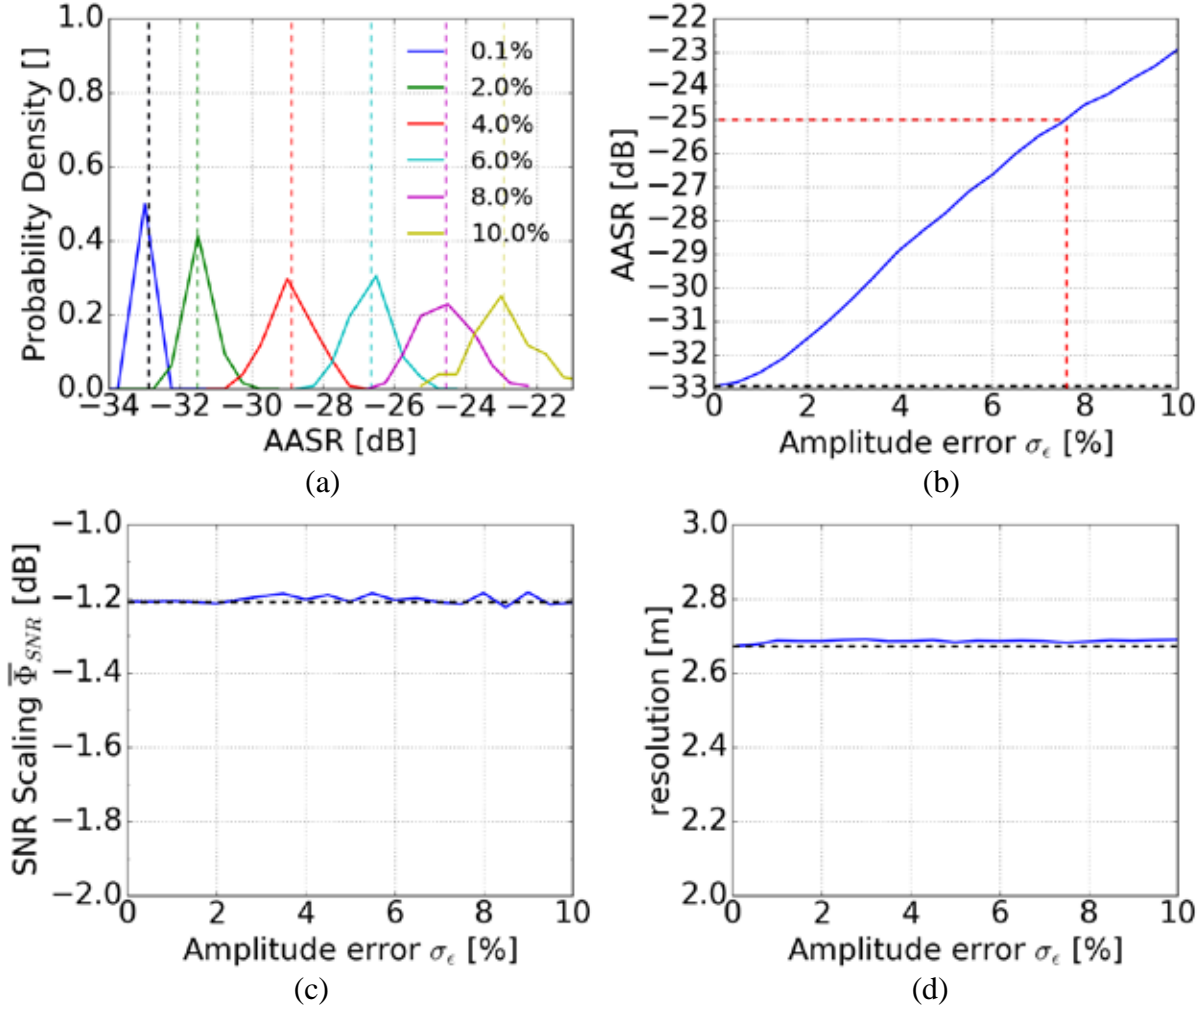 Probability Density []
1.0
0.8
0.6
0.4
0.2
0.0
−34 −32 −30 −28 −26 −24 −22
AASR [dB]
0.1%
2.0%
4.0%
6.0%
8.0%
10.0%
(a)
AASR [dB]
−22
−23
−24
−25
−26
−27
−28
−29
−30
−31
−32
−33
0 2 4 6 8 10
Amplitude error σϵ [%]
(b)
SNR Scaling Φ̅SNR [dB]
−1.0
−1.2
−1.4
−1.6
−1.8
−2.0
0 2 4 6 8 10
Amplitude error σϵ [%]
(c)
resolution [m]
3.0
2.8
2.6
2.4
2.2
2.0
0 2 4 6 8 10
Amplitude error σϵ [%]
(d)